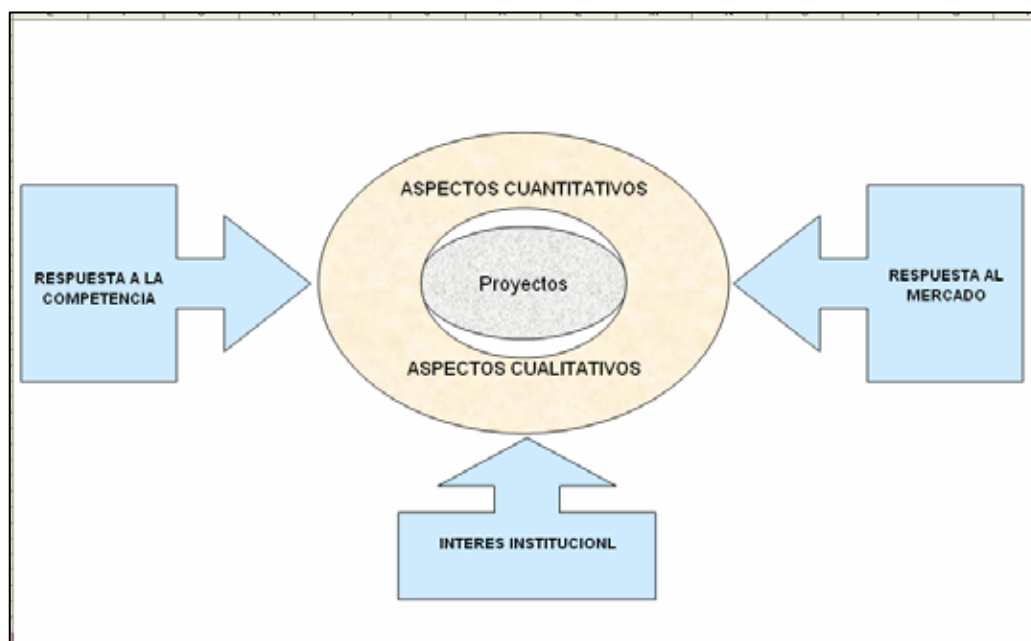 ASPECTOS CUANTITATIVOS
RESPUESTA A LA
COMPETENCIA
Proyectos
RESPUESTA AL
MERCADO
ASPECTOS CUALITATIVOS
INTERES INSTITUCIONL